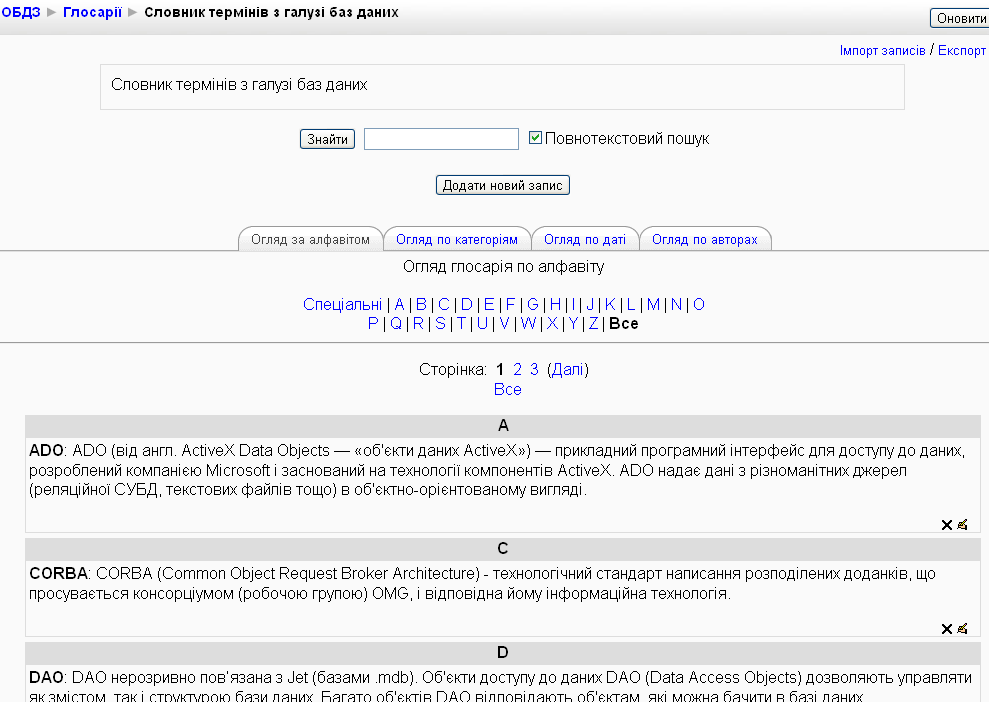 ОБДЗ ► Глосарії ► Словник термінів з галузі баз даних
Оновити
Імпорт записів / Експорт
Словник термінів з галузі баз даних
Знайти Повнотекстовий пошук
Додати новий запис
Огляд за алфавітом Огляд по категоріям Огляд по даті Огляд по авторах
Огляд глосарія по алфавіту
Спеціальні | A | B | C | D | E | F | G | H | I | J | K | L | M | N | O
P | Q | R | S | T | U | V | W | X | Y | Z | Все
Сторінка: 1 2 3 (Далі)
Все
A
ADO: ADO (від англ. ActiveX Data Objects — «об'єкти даних ActiveX») — прикладний програмний інтерфейс для доступу до даних,
розроблений компанією Microsoft і заснований на технології компонентів ActiveX. ADO надає дані з різноманітних джерел
(реляційної СУБД, текстових файлів тощо) в об'єктно-орієнтованому вигляді.
C
CORBA: CORBA (Common Object Request Broker Architecture) - технологічний стандарт написання розподілених доданків, що
просувається консорціумом (робочою групою) OMG, і відповідна йому інформаційна технологія.
D
DAO: DAO нерозривно пов'язана з Jet (базами .mdb). Об'єкти доступу до даних DAO (Data Access Objects) дозволяють управляти
як змістом, так і структурою бази даних. Багато об'єктів DAO відповідають об'єктам, які можна бачити в базі даних